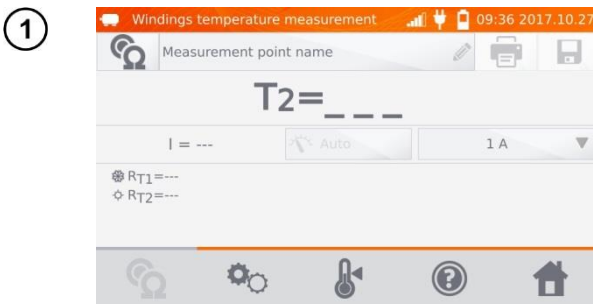 1
Windings temperature measurement 09:36 2017.10.27
Measurement point name
T2=_ _ _
I = --- Auto 1 A
RT1=---
RT2=---